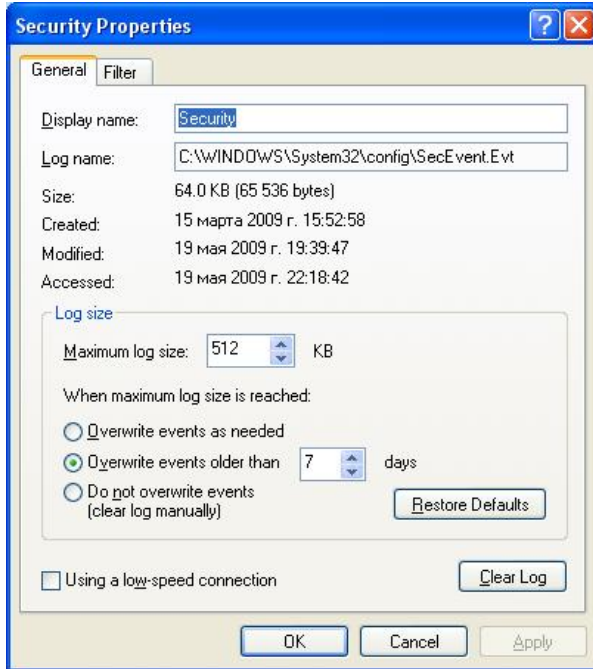 Security Properties
General Filter
Display name: Security
Log name: C:\WINDOWS\System32\config\SecEvent.Evt
Size: 64.0 KB (65 536 bytes)
Created: 15 марта 2009 г. 15:52:58
Modified: 19 мая 2009 г. 19:39:47
Accessed: 19 мая 2009 г. 22:18:42
Log size
Maximum log size: 512 KB
When maximum log size is reached:
Overwrite events as needed
Overwrite events older than 7 days
Do not overwrite events
(clear log manually)
Restore Defaults
Using a low-speed connection
Clear Log
OK Cancel Apply